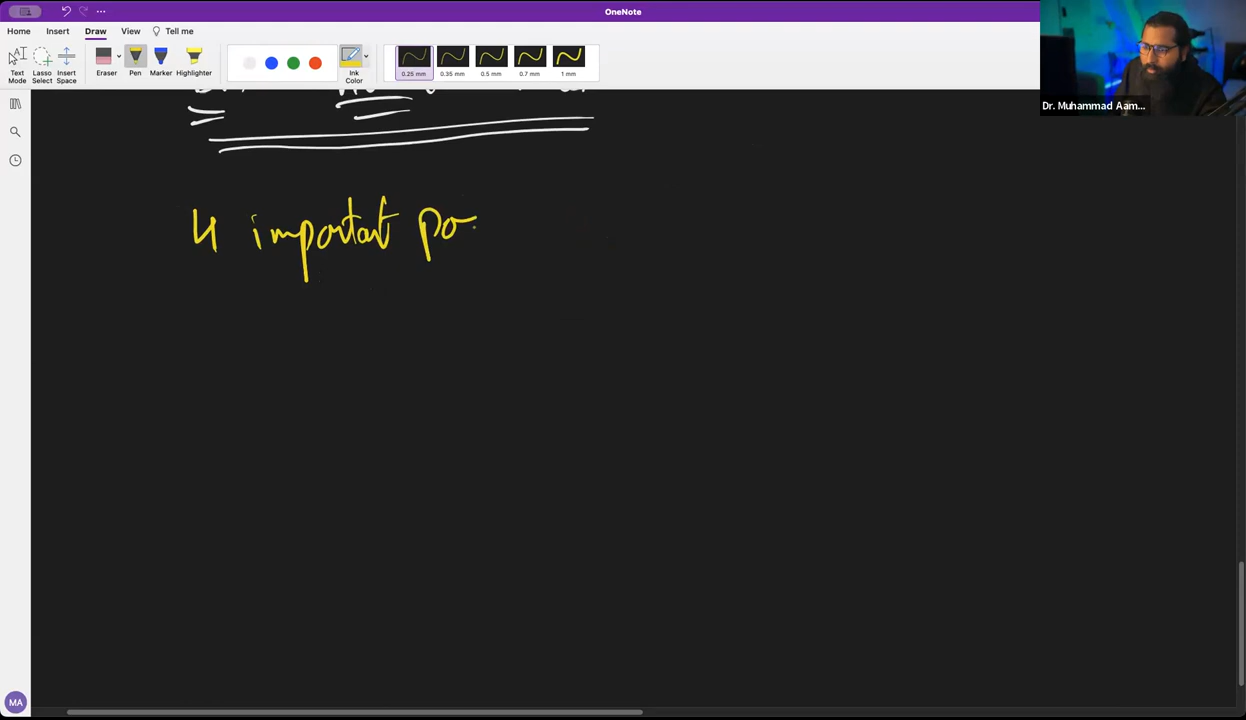 OneNote
Home Insert Draw View Tell me
Text Mode
Lasso Select
Insert Space
Eraser
Pen
Marker
Highlighter
Ink Color
0.25 mm
0.35 mm
0.5 mm
0.7 mm
1 mm
Dr. Muhammad Aam...
4 important po
MA